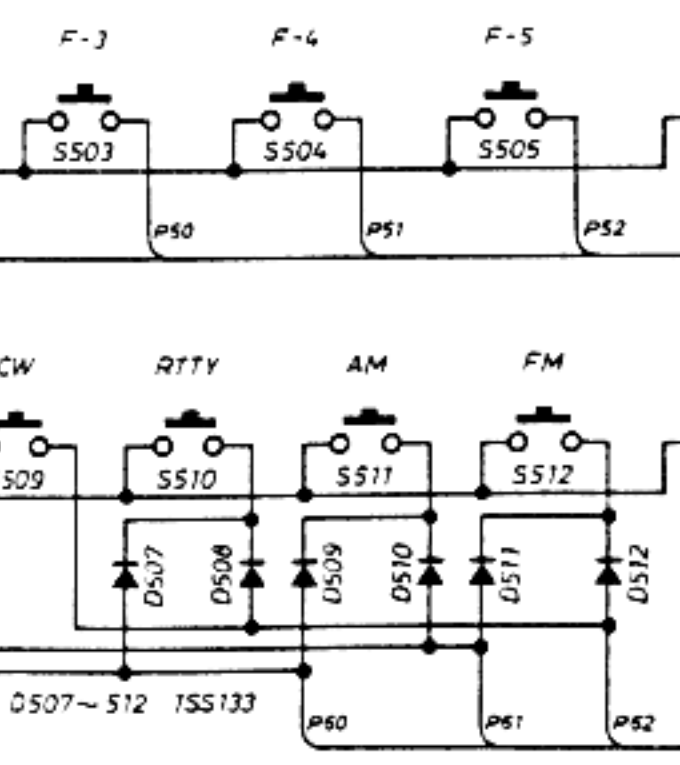 F-3 F-4 F-5
S503 S504 S505
P50 P51 P52
CW RTTY AM FM
509 S510 S511 S512
D507 D508 D509 D510 D511 D512
D507~512 1SS133
P60 P61 P62